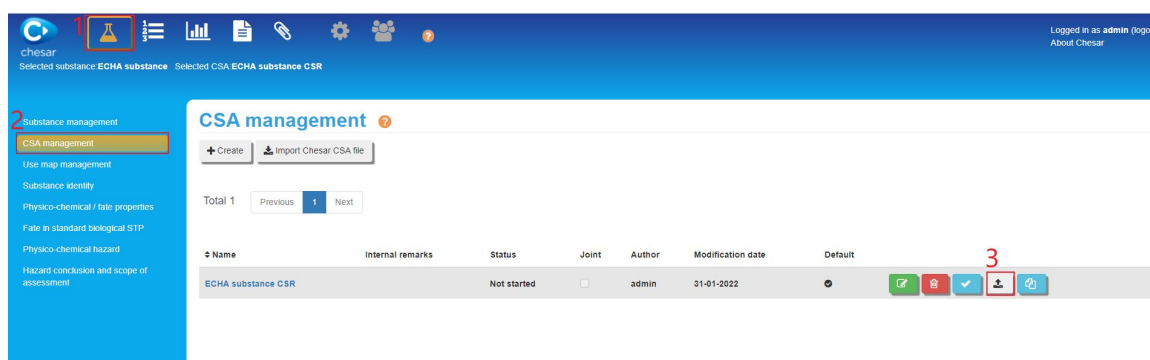 1
chesar
Logged in as admin (logo
About Chesar
Selected substance:ECHA substance Selected CSA:ECHA substance CSR
2
Substance management
CSA management
Use map management
Substance identity
Physico-chemical / fate properties
Fate in standard biological STP
Physico-chemical hazard
Hazard conclusion and scope of
assessment
CSA management ?
Create Import Chesar CSA file
Total 1 Previous 1 Next
Name Internal remarks Status Joint Author Modification date Default
3
ECHA substance CSR Not started admin 31-01-2022